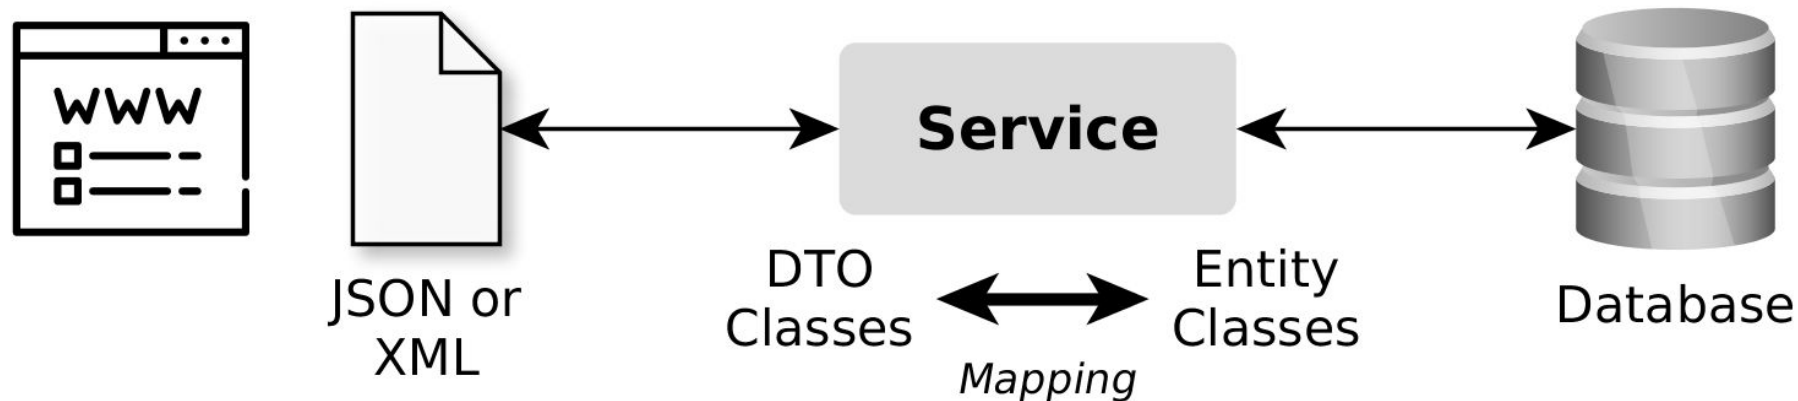 WWW
JSON or
XML
Service
DTO
Classes
Mapping
Entity
Classes
Database